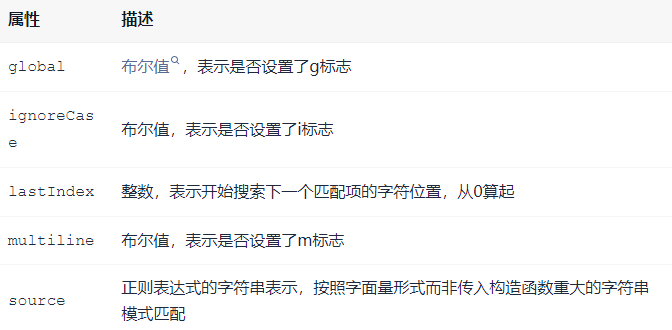 属性 描述
global 布尔值，表示是否设置了g标志
ignoreCas
e
布尔值，表示是否设置了i标志
lastIndex 整数，表示开始搜索下一个匹配项的字符位置，从0算起
multiline 布尔值，表示是否设置了m标志
source
正则表达式的字符串表示，按照字面量形式而非传入构造函数重大的字符串
模式匹配